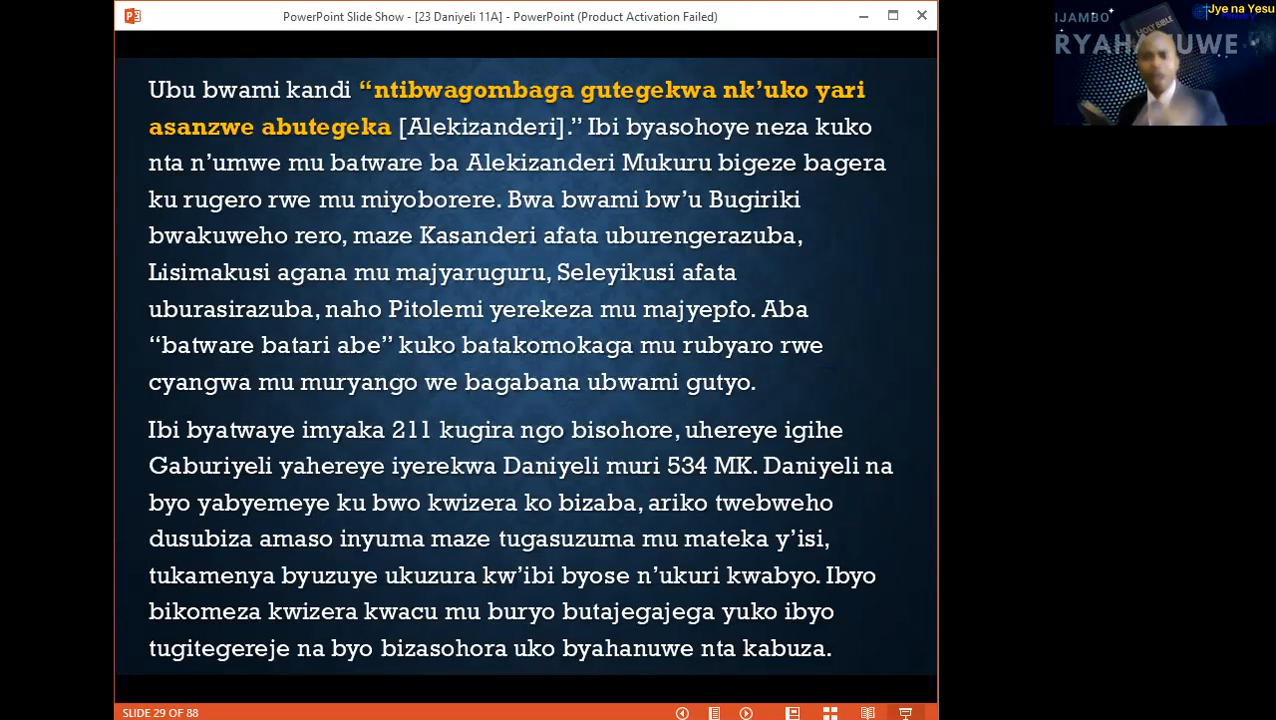 PowerPoint Slide Show - [23 Daniyeli 11A] - PowerPoint (Product Activation Failed)
Jye na Yesu
IJAMBO
HOLY BIBLE
RYAHANUWE
Ubu bwami kandi “ntibwagombaga gutegekwa nk’uko yari
asanzwe abutegeka [Alekizanderi].” Ibi byasohoye neza kuko
nta n’umwe mu batware ba Alekizanderi Mukuru bigeze bagera
ku rugero rwe mu miyoborere. Bwa bwami bw’u Bugiriki
bwakuweho rero, maze Kasanderi afata uburengerazuba,
Lisimakusi agana mu majyaruguru, Seleyikusi afata
uburasirazuba, naho Pitolemi yerekeza mu majyepfo. Aba
“batware batari abe” kuko batakomokaga mu rubyaro rwe
cyangwa mu muryango we bagabana ubwami gutyo.
Ibi byatwaye imyaka 211 kugira ngo bisohore, uhereye igihe
Gaburiyeli yahereye iyerekwa Daniyeli muri 534 MK. Daniyeli na
byo yabyemeye ku bwo kwizera ko bizaba, ariko twebweho
dusubiza amaso inyuma maze tugasuzuma mu mateka y’isi,
tukamenya byuzuye ukuzura kw’ibi byose n’ukuri kwabyo. Ibyo
bikomeza kwizera kwacu mu buryo butajegajega yuko ibyo
tugitegereje na byo bizasohora uko byahanuwe nta kabuza.
SLIDE 29 OF 88